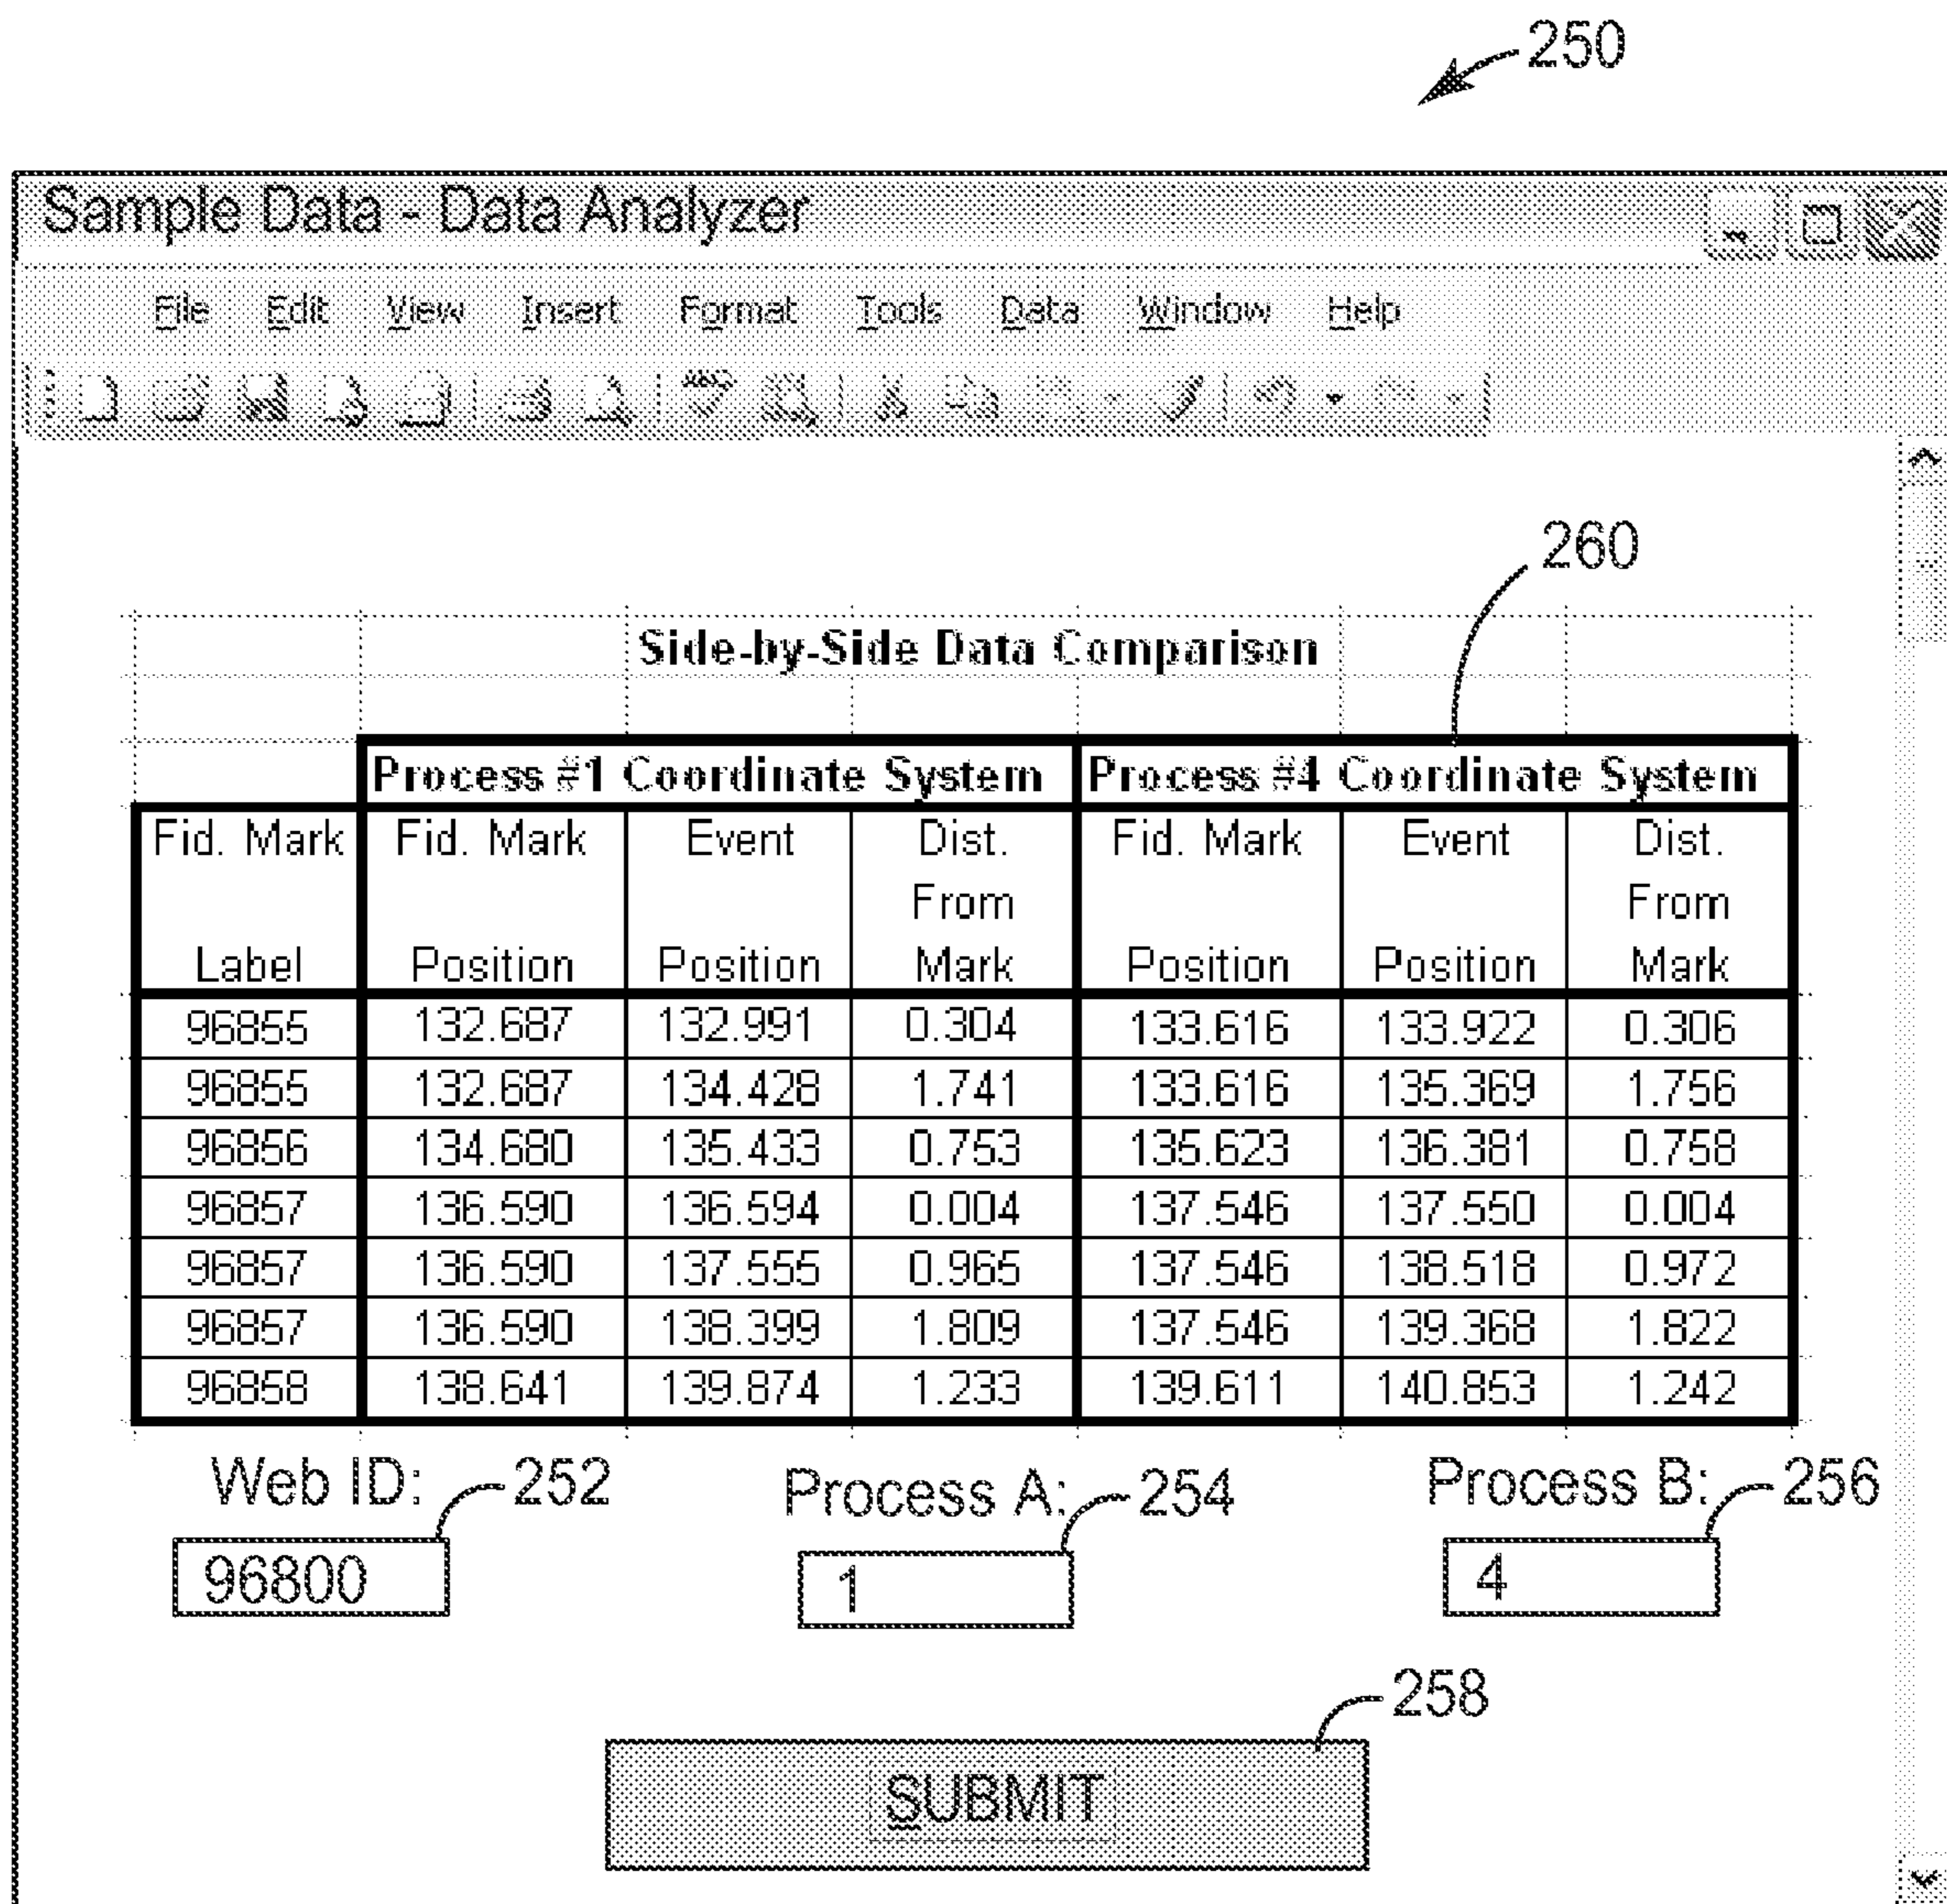 250
Sample Data - Data Analyzer
File Edit View Insert Format Tools Data Window Help
260
Side-by-Side Data Comparison
Process #1 Coordinate System Process #4 Coordinate System
Fid. Mark Fid. Mark Event Dist. Fid. Mark Event Dist.
From From
Label Position Position Mark Position Position Mark
96855 132.687 132.991 0.304 133.616 133.922 0.306
96855 132.687 134.428 1.741 133.616 135.369 1.756
96856 134.680 135.433 0.753 135.623 136.381 0.758
96857 136.590 136.594 0.004 137.546 137.550 0.004
96857 136.590 137.555 0.965 137.546 138.518 0.972
96857 136.590 138.399 1.809 137.546 139.368 1.822
96858 138.641 139.874 1.233 139.611 140.853 1.242
Web ID: 252 Process A: 254 Process B: 256
96800 1 4
258
SUBMIT